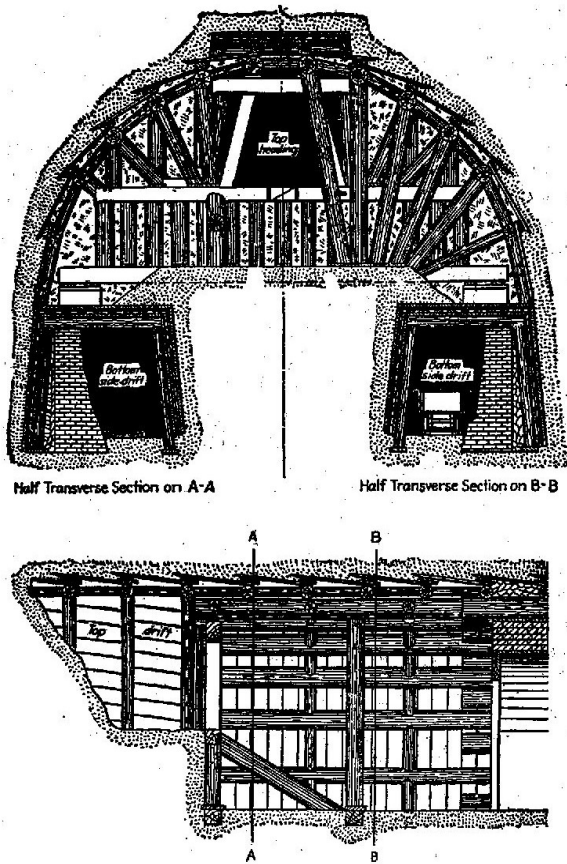 Top
heading
Bottom
side-drift
Bottom
side drift
Half Transverse Section on A-A
Half Transverse Section on B-B
A
B
Top drift
A
B